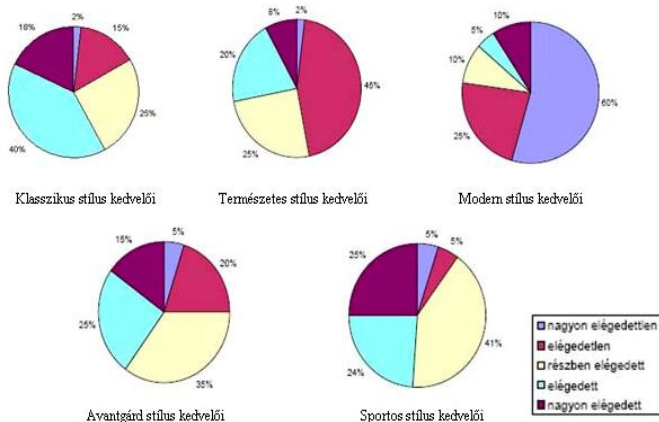 2%
15%
25%
40%
18%
Klasszikus stílus kedvelői
2%
45%
25%
20%
8%
Természetes stílus kedvelői
60%
25%
10%
5%
10%
Modern stílus kedvelői
5%
20%
35%
25%
15%
Avantgárd stílus kedvelői
5%
5%
41%
24%
25%
Sportos stílus kedvelői
nagyon elégedettlen
elégedetlen
részben elégedett
elégedett
nagyon elégedett